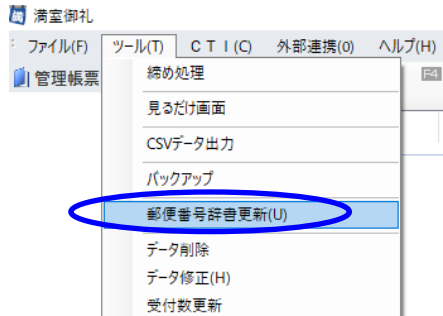 満室御礼
ファイル(F) ツール(T) CTI(C) 外部連携(O) ヘルプ(H)
管理帳票 F4
締め処理
見るだけ画面
CSVデータ出力
バックアップ
郵便番号辞書更新(U)
データ削除
データ修正(H)
受付数更新